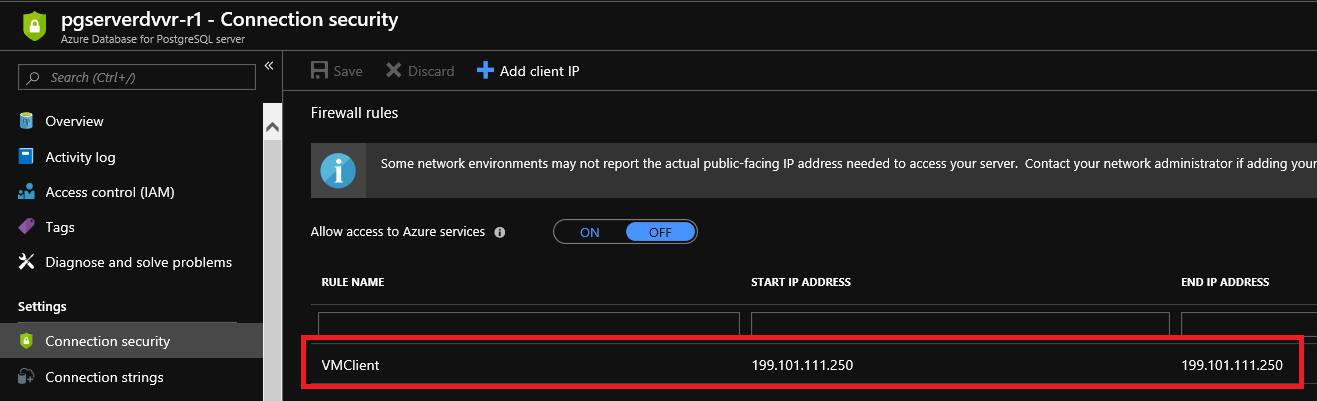 pgserverdvvr-r1 - Connection security
Azure Database for PostgreSQL server
Search (Ctrl+/)
«
Overview
Activity log
Access control (IAM)
Tags
Diagnose and solve problems
Settings
Connection security
Connection strings
Save Discard Add client IP
Firewall rules
Some network environments may not report the actual public-facing IP address needed to access your server. Contact your network administrator if adding your
Allow access to Azure services ON OFF
RULE NAME START IP ADDRESS END IP ADDRESS
VMClient 199.101.111.250 199.101.111.250